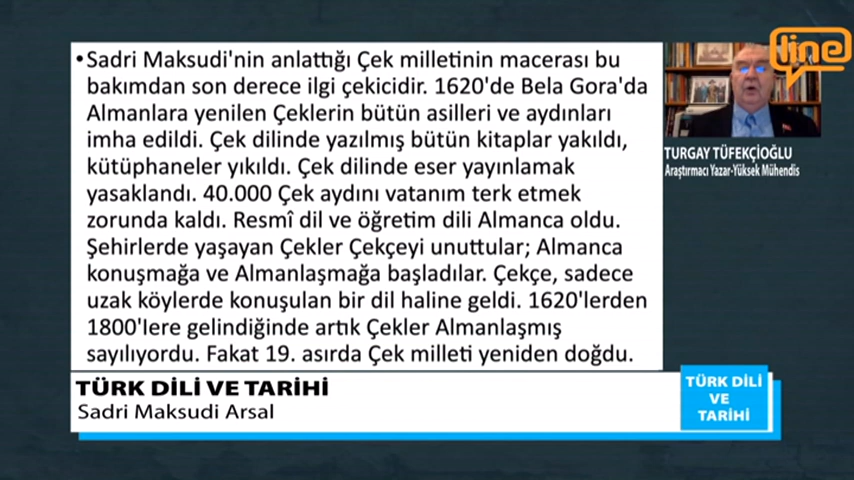 • Sadri Maksudi'nin anlattığı Çek milletinin macerası bu
bakımdan son derece ilgi çekicidir. 1620'de Bela Gora'da
Almanlara yenilen Çeklerin bütün asilleri ve aydınları
imha edildi. Çek dilinde yazılmış bütün kitaplar yakıldı,
kütüphaneler yıkıldı. Çek dilinde eser yayınlamak
yasaklandı. 40.000 Çek aydını vatanım terk etmek
zorunda kaldı. Resmî dil ve öğretim dili Almanca oldu.
Şehirlerde yaşayan Çekler Çekçeyi unuttular; Almanca
konuşmağa ve Almanlaşmağa başladılar. Çekçe, sadece
uzak köylerde konuşulan bir dil haline geldi. 1620'lerden
1800'lere gelindiğinde artık Çekler Almanlaşmış
sayılıyordu. Fakat 19. asırda Çek milleti yeniden doğdu.
line
TURGAY TÜFEKÇİOĞLU
Araştırmacı Yazar-Yüksek Mühendis
TÜRK DİLİ VE TARİHİ
Sadri Maksudi Arsal
TÜRK DİLİ
VE
TARİHİ